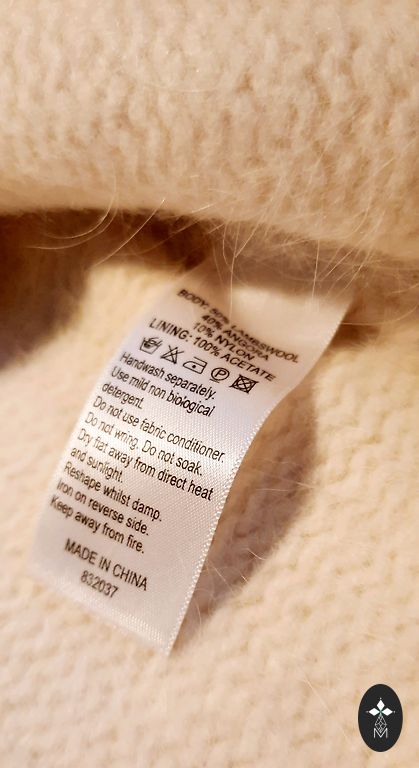 BODY: 50% LAMBSWOOL
40% ANGORA
10% NYLON
LINING: 100% ACETATE
P
Handwash separately.
Use mild non biological
detergent.
Do not use fabric conditioner.
Do not wring. Do not soak.
Dry flat away from direct heat
and sunlight.
Reshape whilst damp.
Iron on reverse side.
Keep away from fire.
MADE IN CHINA
832037
M